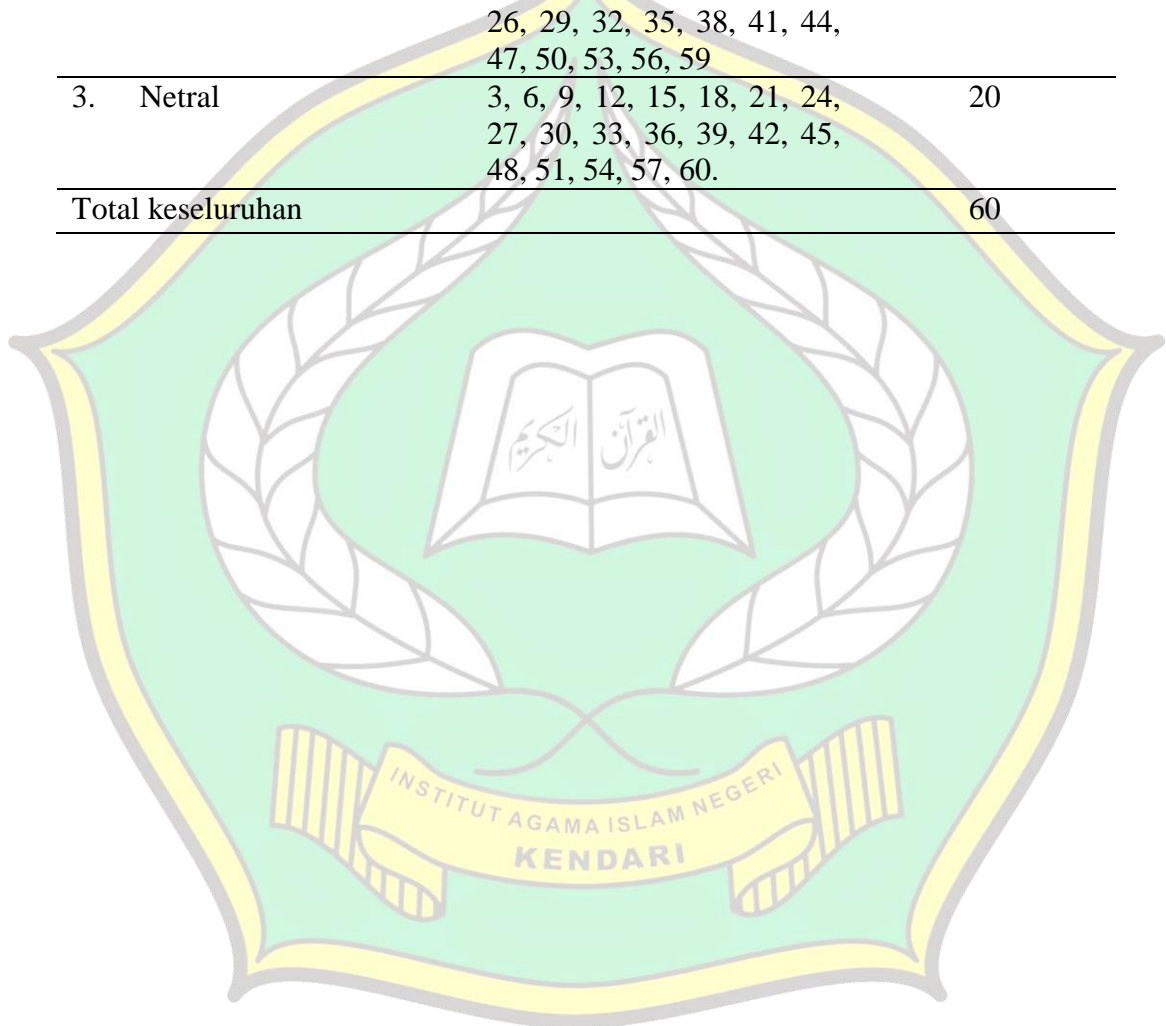 26, 29, 32, 35, 38, 41, 44,
47, 50, 53, 56, 59
3. Netral 3, 6, 9, 12, 15, 18, 21, 24, 20
27, 30, 33, 36, 39, 42, 45,
48, 51, 54, 57, 60.
Total keseluruhan 60
القرآن الكريم
INSTITUT AGAMA ISLAM NEGERI
KENDARI